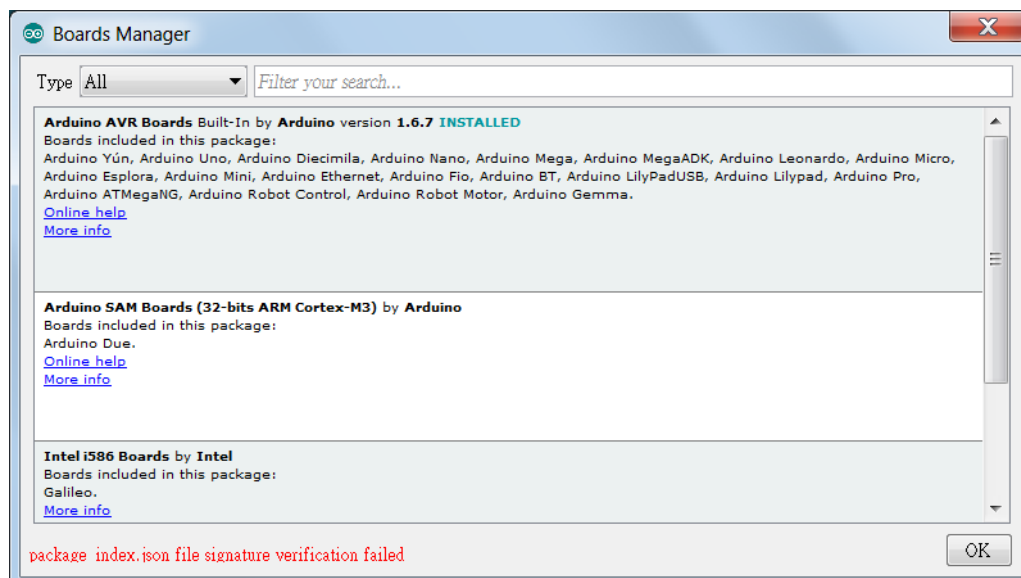 Boards Manager
Type All Filter your search...
Arduino AVR Boards Built-In by Arduino version 1.6.7 INSTALLED
Boards included in this package:
Arduino Yún, Arduino Uno, Arduino Diecimila, Arduino Nano, Arduino Mega, Arduino MegaADK, Arduino Leonardo, Arduino Micro,
Arduino Esplora, Arduino Mini, Arduino Ethernet, Arduino Fio, Arduino BT, Arduino LilyPadUSB, Arduino Lilypad, Arduino Pro,
Arduino ATMegaNG, Arduino Robot Control, Arduino Robot Motor, Arduino Gemma.
Online help
More info
Arduino SAM Boards (32-bits ARM Cortex-M3) by Arduino
Boards included in this package:
Arduino Due.
Online help
More info
Intel i586 Boards by Intel
Boards included in this package:
Galileo.
More info
package_index.json file signature verification failed
OK